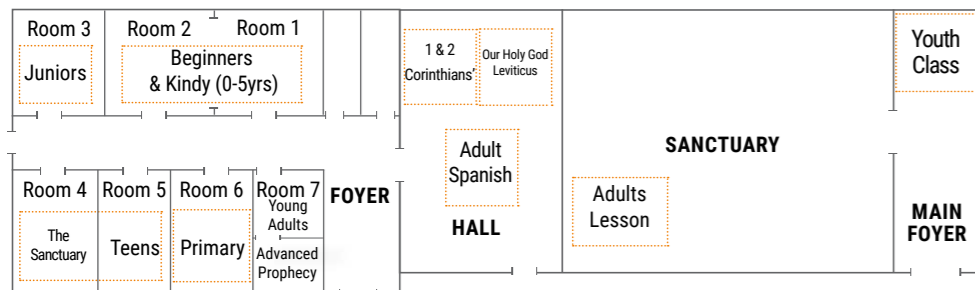 Room 3
Juniors
Room 2
Room 1
Beginners
& Kindy (0-5yrs)
1 & 2
Corinthians’
Our Holy God
Leviticus
Youth
Class
Adult
Spanish
HALL
SANCTUARY
Adults
Lesson
MAIN
FOYER
Room 4
The
Sanctuary
Room 5
Teens
Room 6
Primary
Room 7
Young
Adults
Advanced
Prophecy
FOYER